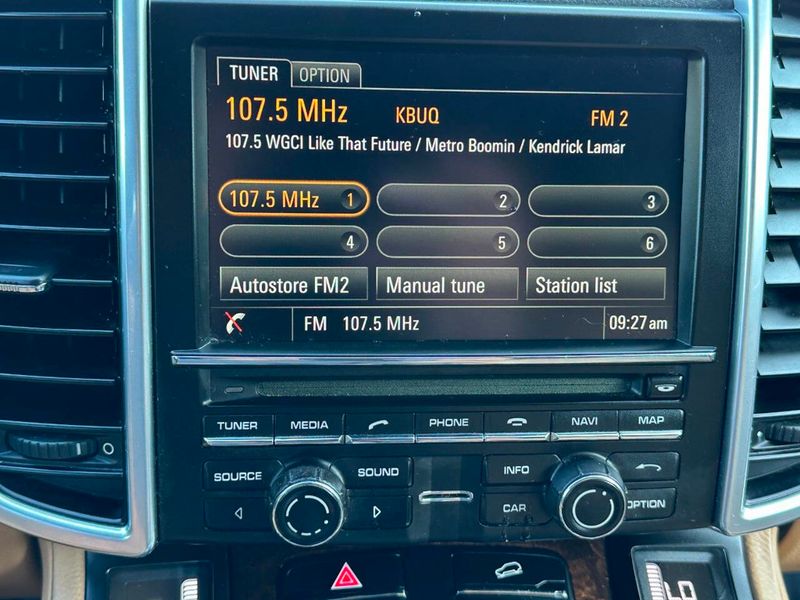 TUNER OPTION
107.5 MHz KBUQ FM 2
107.5 WGCI Like That Future / Metro Boomin / Kendrick Lamar
107.5 MHz 1 2 3
4 5 6
Autostore FM2 Manual tune Station list
FM 107.5 MHz 09:27 am
TUNER MEDIA PHONE NAVI MAP
SOURCE SOUND INFO
CAR OPTION
LO